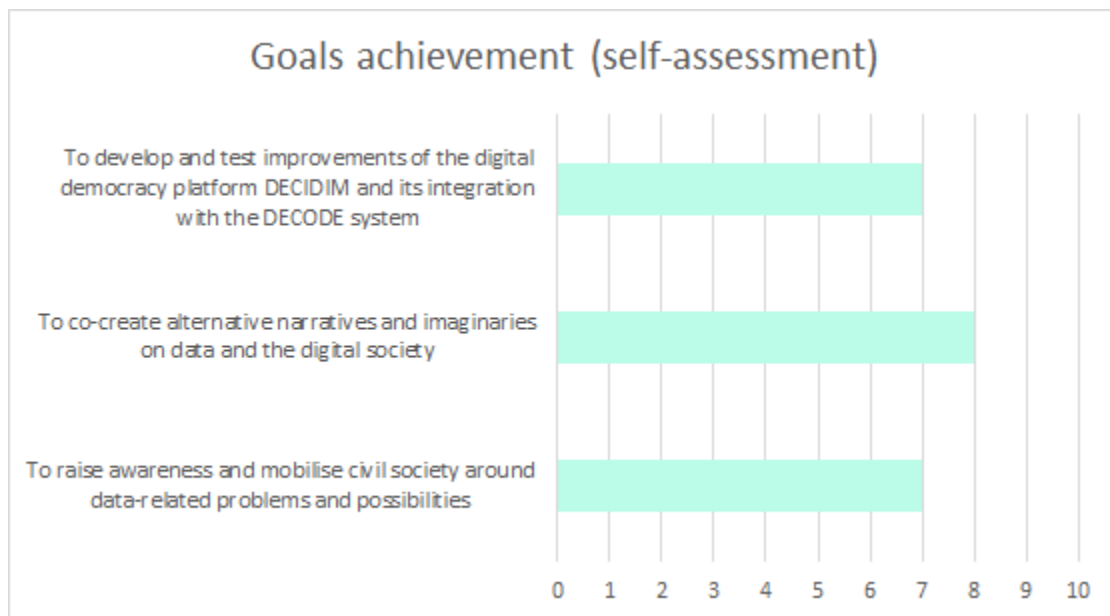 Goals achievement (self-assessment)
To develop and test improvements of the digital
democracy platform DECIDIM and its integration
with the DECODE system
To co-create alternative narratives and imaginaries
on data and the digital society
To raise awareness and mobilise civil society around
data-related problems and possibilities
0 1 2 3 4 5 6 7 8 9 10